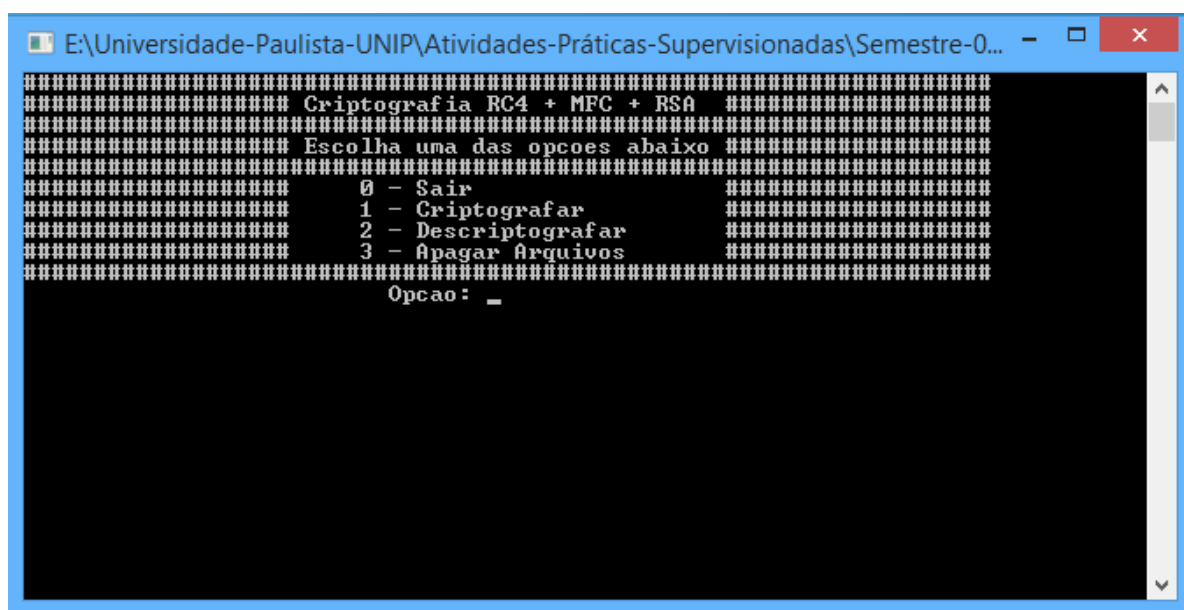 E:\Universidade-Paulista-UNIP\Atividades-Práticas-Supervisionadas\Semestre-0...
#####################################################################
################### Criptografia RC4 + MFC + RSA  ###################
#####################################################################
################### Escolha uma das opcoes abaixo ###################
#####################################################################
###################     0 - Sair                  ###################
###################     1 - Criptografar          ###################
###################     2 - Descriptografar       ###################
###################     3 - Apagar Arquivos       ###################
#####################################################################
Opcao: _